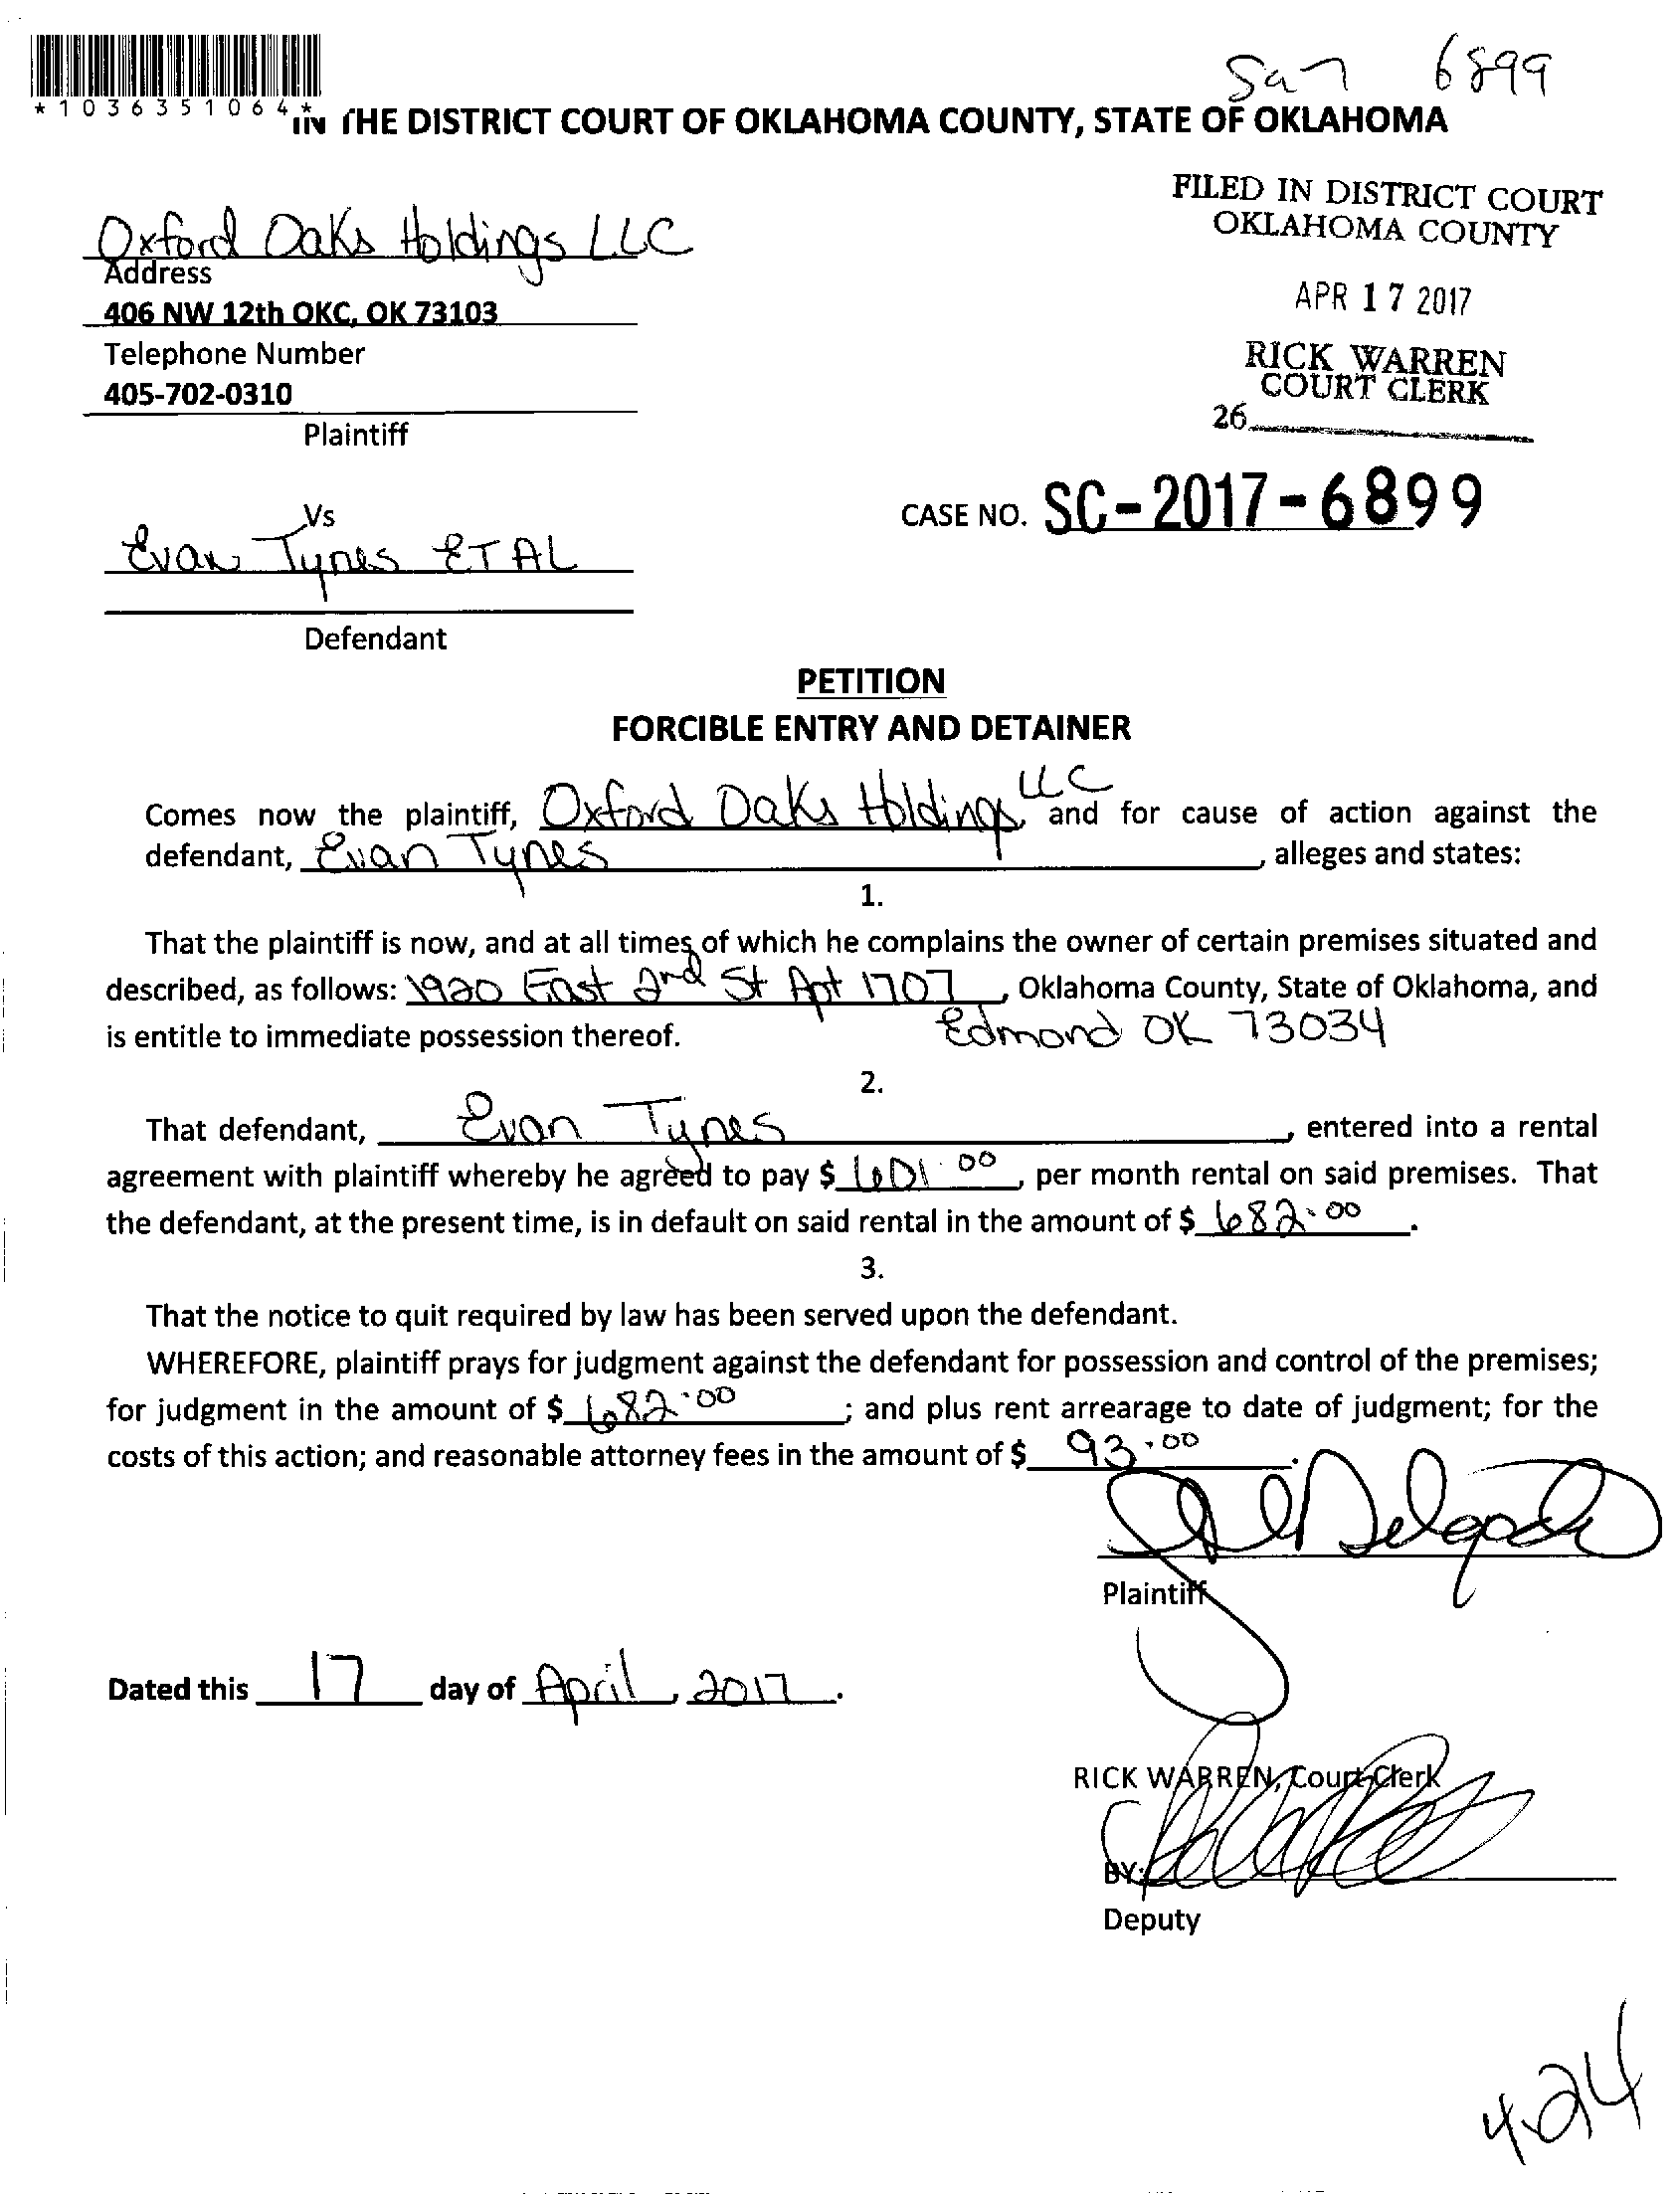 Sa7 6899
*1036351064*
IN THE DISTRICT COURT OF OKLAHOMA COUNTY, STATE OF OKLAHOMA
FILED IN DISTRICT COURT
OKLAHOMA COUNTY
APR 17 2017
RICK WARREN
COURT CLERK
26
Oxford Oaks Holdings LLC
Address
406 NW 12th OKC, OK 73103
Telephone Number
405-702-0310
Plaintiff
Vs
CASE NO. SC-2017-6899
Evan Tynes ETAL
Defendant
PETITION
FORCIBLE ENTRY AND DETAINER
Comes now the plaintiff, Oxford Oaks Holdings LLC, and for cause of action against the
defendant, Evan Tynes, alleges and states:
1.
That the plaintiff is now, and at all times of which he complains the owner of certain premises situated and
described, as follows: 1920 East 2nd St Apt 1707, Oklahoma County, State of Oklahoma, and
is entitle to immediate possession thereof. Edmond OK 73034
2.
That defendant, Evan Tynes, entered into a rental
agreement with plaintiff whereby he agreed to pay $ 601.00, per month rental on said premises. That
the defendant, at the present time, is in default on said rental in the amount of $ 682.00.
3.
That the notice to quit required by law has been served upon the defendant.
WHEREFORE, plaintiff prays for judgment against the defendant for possession and control of the premises;
for judgment in the amount of $ 682.00; and plus rent arrearage to date of judgment; for the
costs of this action; and reasonable attorney fees in the amount of $ 93.00.
Delgado
Plaintiff
Dated this 17 day of April, 2017.
RICK WARREN, Court Clerk
BY:
Deputy
4-24